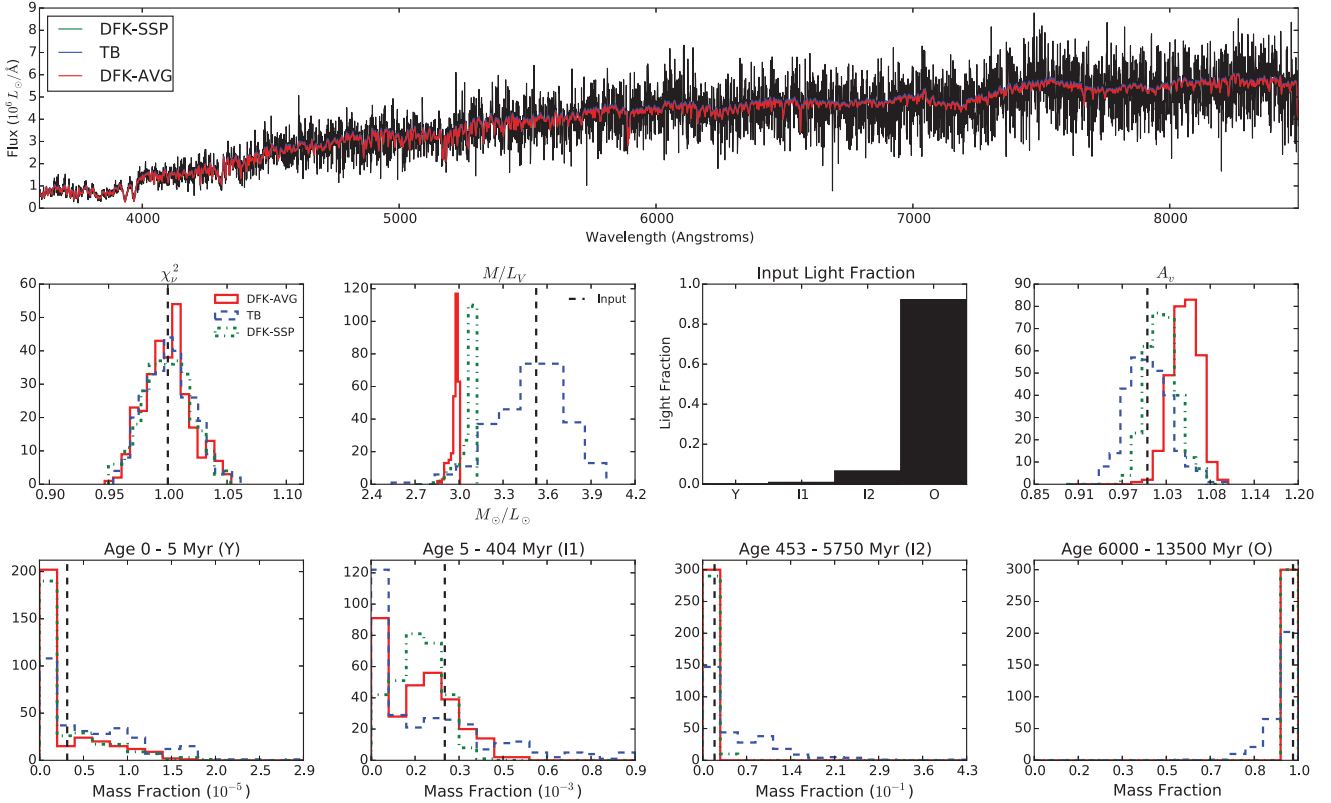 9
8
7
6
5
4
3
2
1
0
Flux (10⁶ L⊙/Å)
DFK-SSP
TB
DFK-AVG
4000 5000 6000 7000 8000
Wavelength (Angstroms)
χ²ᵥ
60
50
40
30
20
10
0
DFK-AVG
TB
DFK-SSP
0.90 0.95 1.00 1.05 1.11
M/L_V
120
100
80
60
40
20
0
Input
2.4 2.7 3.0 3.3 3.6 3.9 4.2
M⊙/L⊙
Input Light Fraction
1.0
0.8
0.6
0.4
0.2
0.0
Light Fraction
Y I1 I2 O
A_v
90
80
70
60
50
40
30
20
10
0
0.85 0.91 0.97 1.03 1.08 1.14 1.20
Age 0 - 5 Myr (Y)
200
150
100
50
0
0.0 0.5 1.0 1.5 2.0 2.5 2.9
Mass Fraction (10⁻⁵)
Age 5 - 404 Myr (I1)
120
100
80
60
40
20
0
0.0 0.2 0.3 0.5 0.6 0.8 0.9
Mass Fraction (10⁻³)
Age 453 - 5750 Myr (I2)
300
250
200
150
100
50
0
0.0 0.7 1.4 2.1 2.9 3.6 4.3
Mass Fraction (10⁻¹)
Age 6000 - 13500 Myr (O)
300
250
200
150
100
50
0
0.0 0.2 0.3 0.5 0.7 0.8 1.0
Mass Fraction